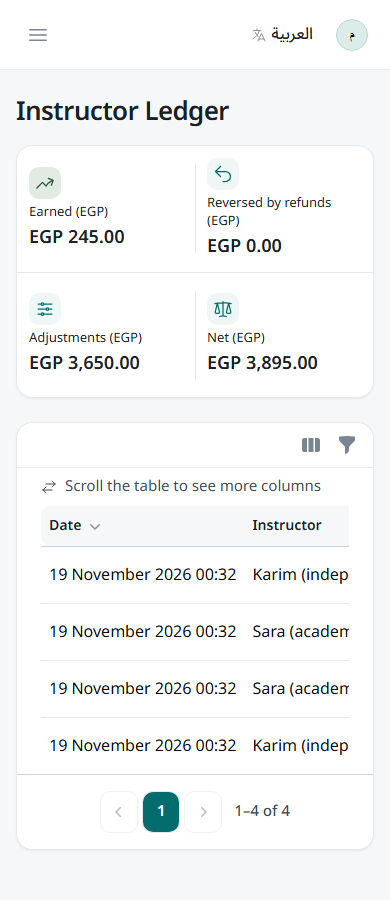 العربية
م
Instructor Ledger
Earned (EGP)
EGP 245.00
Reversed by refunds
(EGP)
EGP 0.00
Adjustments (EGP)
EGP 3,650.00
Net (EGP)
EGP 3,895.00
Scroll the table to see more columns
Date Instructor
19 November 2026 00:32 Karim (indep
19 November 2026 00:32 Sara (academ
19 November 2026 00:32 Sara (academ
19 November 2026 00:32 Karim (indep
1 1–4 of 4